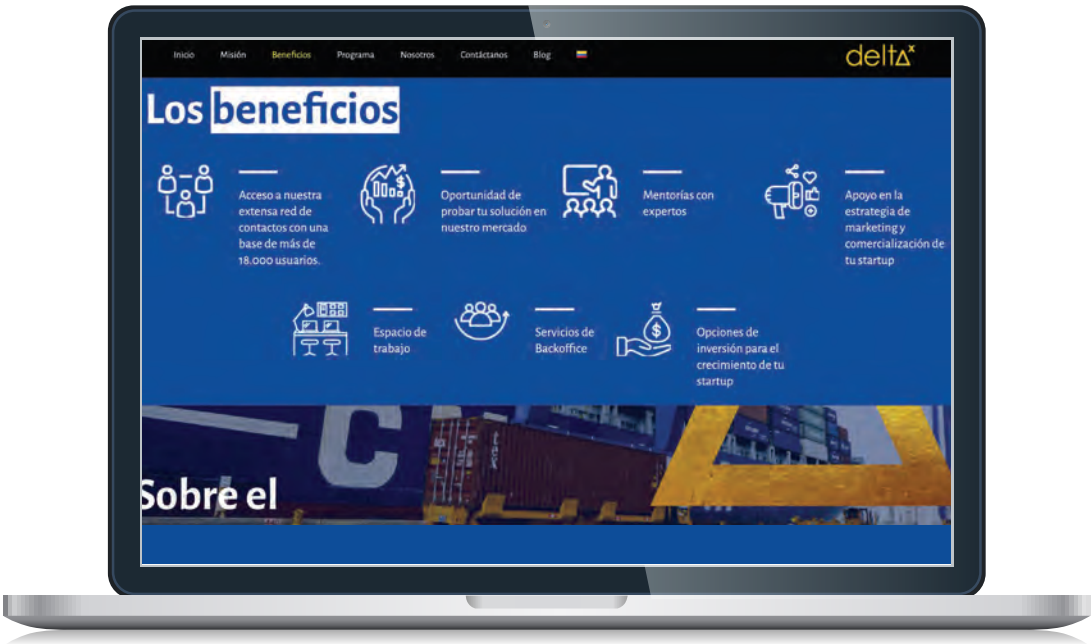 Inicio Misión Beneficios Programa Nosotros Contáctanos Blog
deltΔx
Los beneficios
Acceso a nuestra
extensa red de
contactos con una
base de más de
18.000 usuarios.
Oportunidad de
probar tu solución en
nuestro mercado
Mentorías con
expertos
Apoyo en la
estrategia de
marketing y
comercialización de
tu startup
Espacio de
trabajo
Servicios de
Backoffice
Opciones de
inversión para el
crecimiento de tu
startup
C
Sobre el